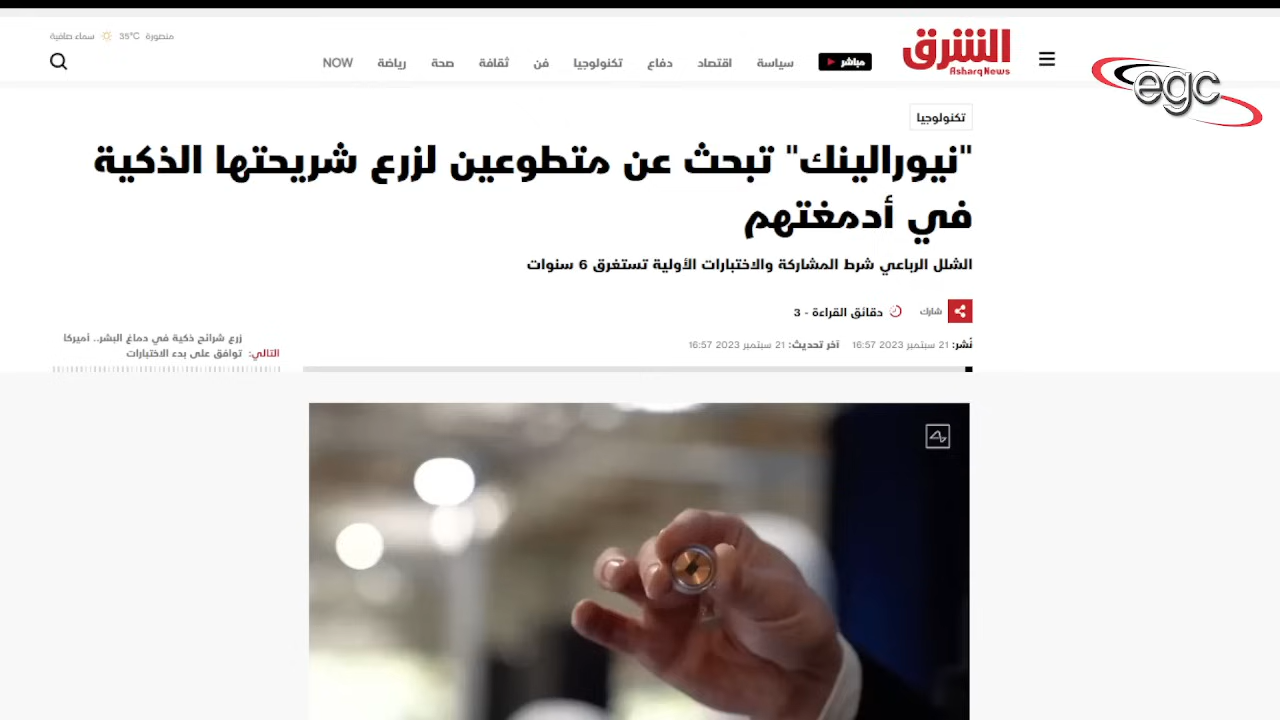 منصورة 35°C سماء صافية
الشرق
Asharq News
مباشر سياسة اقتصاد دفاع تكنولوجيا فن ثقافة صحة رياضة NOW
egc
تكنولوجيا
"نيورالينك" تبحث عن متطوعين لزرع شريحتها الذكية
في أدمغتهم
الشلل الرباعي شرط المشاركة والاختبارات الأولية تستغرق 6 سنوات
شارك دقائق القراءة - 3
نُشر: 21 سبتمبر 2023 16:57 آخر تحديث: 21 سبتمبر 2023 16:57
زرع شرائح ذكية في دماغ البشر.. أميركا
التالي: توافق على بدء الاختبارات